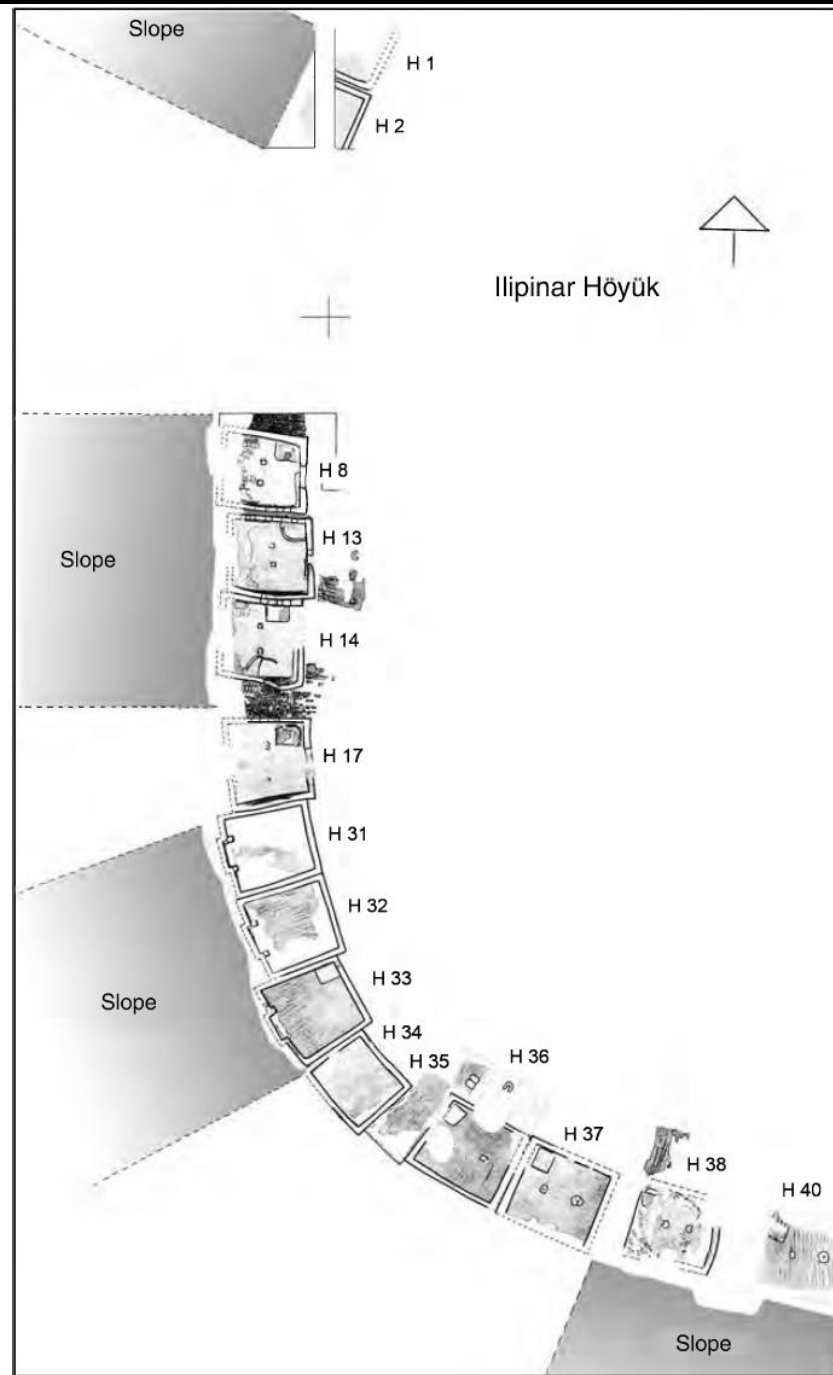 Slope
H 1
H 2
Ilipinar Höyük
H 8
H 13
Slope
H 14
H 17
H 31
H 32
H 33
Slope
H 34
H 35
H 36
H 37
H 38
H 40
Slope